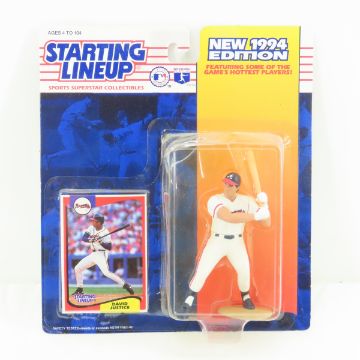 AGES 4 TO 104
STARTING
LINEUP
SPORTS SUPERSTAR COLLECTIBLES
NEW 1994
EDITION
FEATURING SOME OF THE
GAME'S HOTTEST PLAYERS!
STARTING
LINEUP
DAVID
JUSTICE